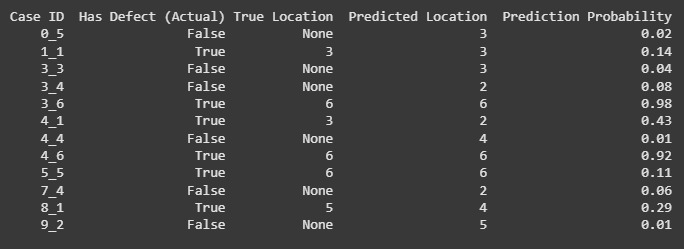 Case ID Has Defect (Actual) True Location Predicted Location Prediction Probability
0_5 False None 3 0.02
1_1 True 3 3 0.14
3_3 False None 3 0.04
3_4 False None 2 0.08
3_6 True 6 6 0.98
4_1 True 3 2 0.43
4_4 False None 4 0.01
4_6 True 6 6 0.92
5_5 True 6 6 0.11
7_4 False None 2 0.06
8_1 True 5 4 0.29
9_2 False None 5 0.01